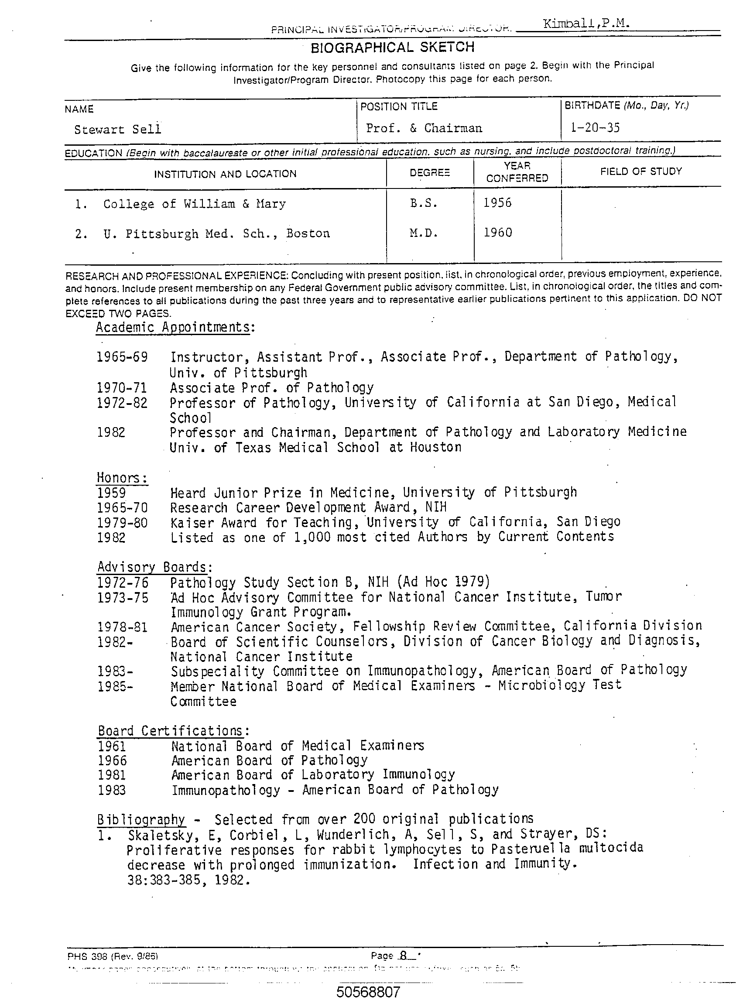 PRINCIPAL INVESTIGATOR/PROGRAM DIRECTOR: Kimball, P.M.
BIOGRAPHICAL SKETCH
Give the following information for the key personnel and consultants listed on page 2. Begin with the Principal
Investigator/Program Director. Photocopy this page for each person.
NAME POSITION TITLE BIRTHDATE (Mo., Day, Yr.)
Stewart Sell Prof. & Chairman 1-20-35
EDUCATION (Begin with baccalaureate or other initial professional education, such as nursing, and include postdoctoral training.)
INSTITUTION AND LOCATION DEGREE YEAR CONFERRED FIELD OF STUDY
1. College of William & Mary B.S. 1956
2. U. Pittsburgh Med. Sch., Boston M.D. 1960
RESEARCH AND PROFESSIONAL EXPERIENCE: Concluding with present position, list, in chronological order, previous employment, experience,
and honors. Include present membership on any Federal Government public advisory committee. List, in chronological order, the titles and com-
plete references to all publications during the past three years and to representative earlier publications pertinent to this application. DO NOT
EXCEED TWO PAGES.
Academic Appointments:
1965-69 Instructor, Assistant Prof., Associate Prof., Department of Pathology,
Univ. of Pittsburgh
1970-71 Associate Prof. of Pathology
1972-82 Professor of Pathology, University of California at San Diego, Medical
School
1982 Professor and Chairman, Department of Pathology and Laboratory Medicine
Univ. of Texas Medical School at Houston
Honors:
1959 Heard Junior Prize in Medicine, University of Pittsburgh
1965-70 Research Career Development Award, NIH
1979-80 Kaiser Award for Teaching, University of California, San Diego
1982 Listed as one of 1,000 most cited Authors by Current Contents
Advisory Boards:
1972-76 Pathology Study Section B, NIH (Ad Hoc 1979)
1973-75 Ad Hoc Advisory Committee for National Cancer Institute, Tumor
Immunology Grant Program.
1978-81 American Cancer Society, Fellowship Review Committee, California Division
1982- Board of Scientific Counselors, Division of Cancer Biology and Diagnosis,
National Cancer Institute
1983- Subspeciality Committee on Immunopathology, American Board of Pathology
1985- Member National Board of Medical Examiners - Microbiology Test
Committee
Board Certifications:
1961 National Board of Medical Examiners
1966 American Board of Pathology
1981 American Board of Laboratory Immunology
1983 Immunopathology - American Board of Pathology
Bibliography - Selected from over 200 original publications
1. Skaletsky, E, Corbiel, L, Wunderlich, A, Sell, S, and Strayer, DS:
Proliferative responses for rabbit lymphocytes to Pasteruella multocida
decrease with prolonged immunization. Infection and Immunity.
38:383-385, 1982.
PHS 398 (Rev. 9/86) Page 8
50568807